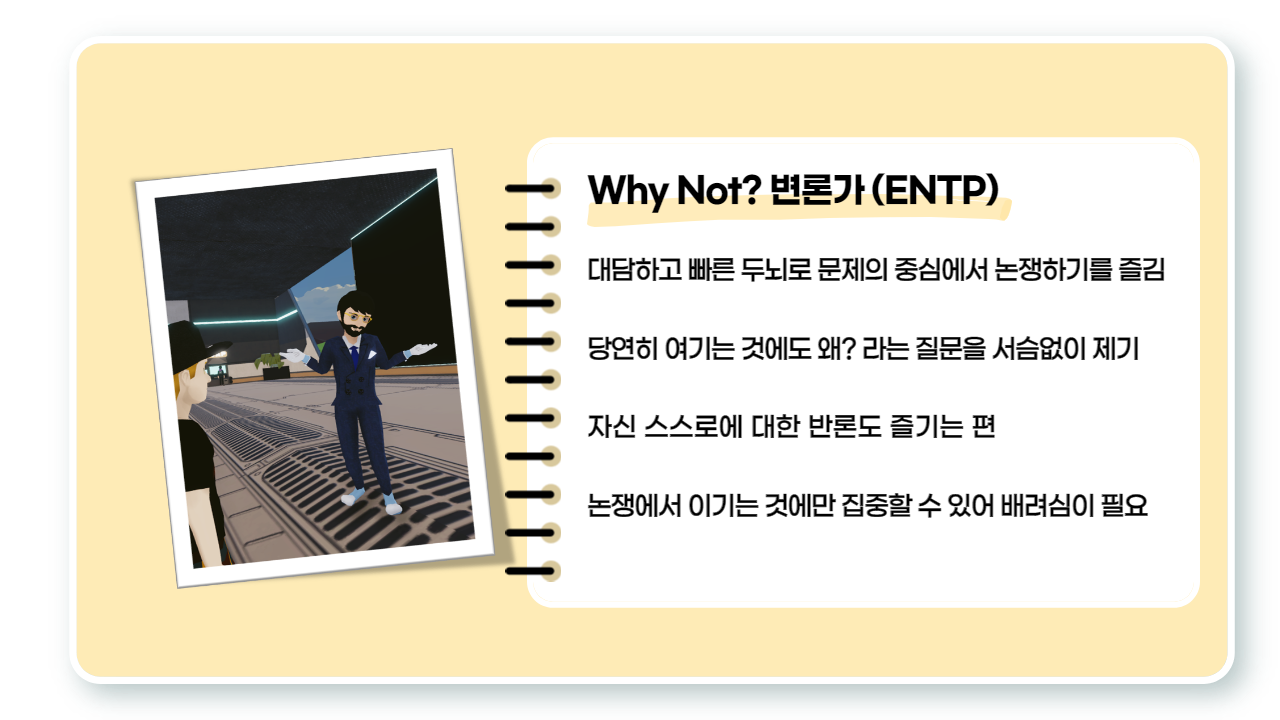 Why Not? 변론가 (ENTP)
대담하고 빠른 두뇌로 문제의 중심에서 논쟁하기를 즐김
당연히 여기는 것에도 왜? 라는 질문을 서슴없이 제기
자신 스스로에 대한 반론도 즐기는 편
논쟁에서 이기는 것에만 집중할 수 있어 배려심이 필요